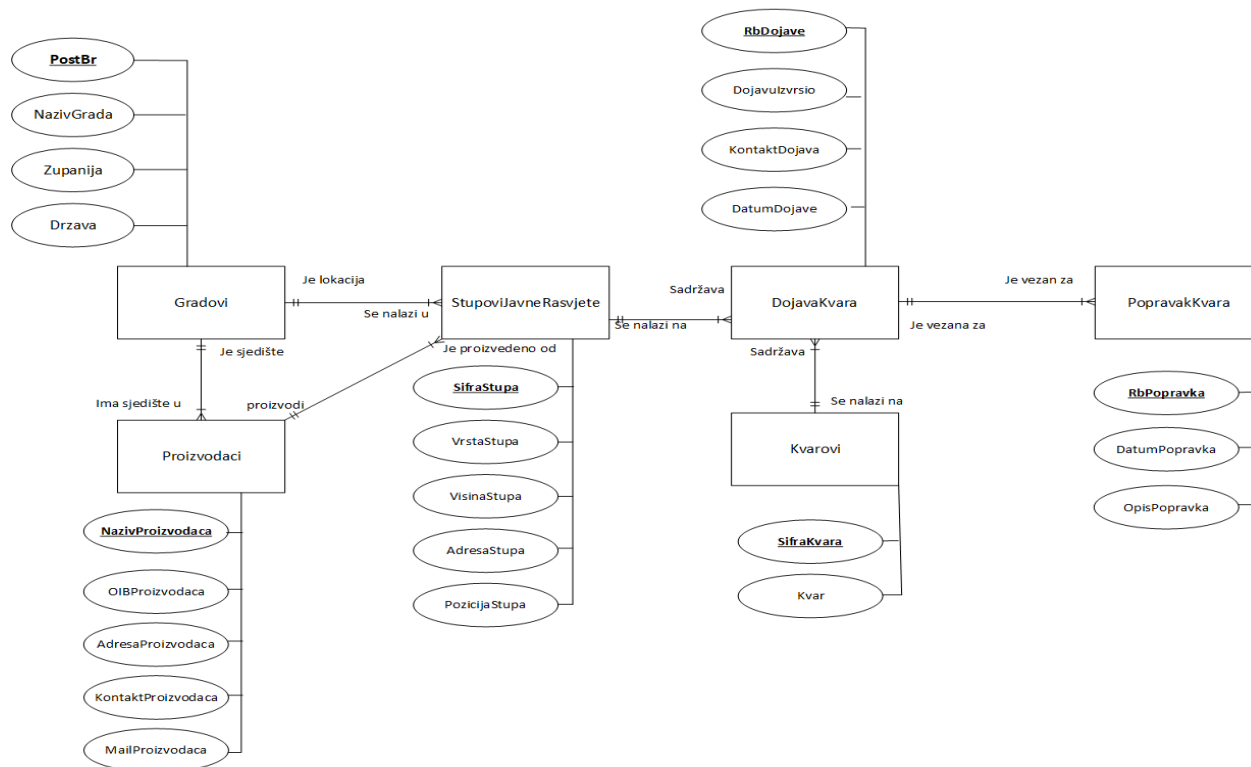 PostBr
NazivGrada
Zupanija
Drzava
RbDojave
DojavuIzvrsio
KontaktDojava
DatumDojave
Gradovi
Je lokacija
Se nalazi u
StupoviJavneRasvjete
Sadržava
Se nalazi na
DojavaKvara
Je vezan za
Je vezana za
PopravakKvara
Je sjedište
Ima sjedište u
proizvodi
Je proizvedeno od
Sadržava
Se nalazi na
Proizvodaci
NazivProizvodaca
OIBProizvodaca
AdresaProizvodaca
KontaktProizvodaca
MailProizvodaca
SifraStupa
VrstaStupa
VisinaStupa
AdresaStupa
PozicijaStupa
Kvarovi
SifraKvara
Kvar
RbPopravka
DatumPopravka
OpisPopravka